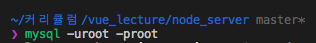 ~/커리큘럼/vue_lecture/node_server master*
❯ mysql -uroot -proot